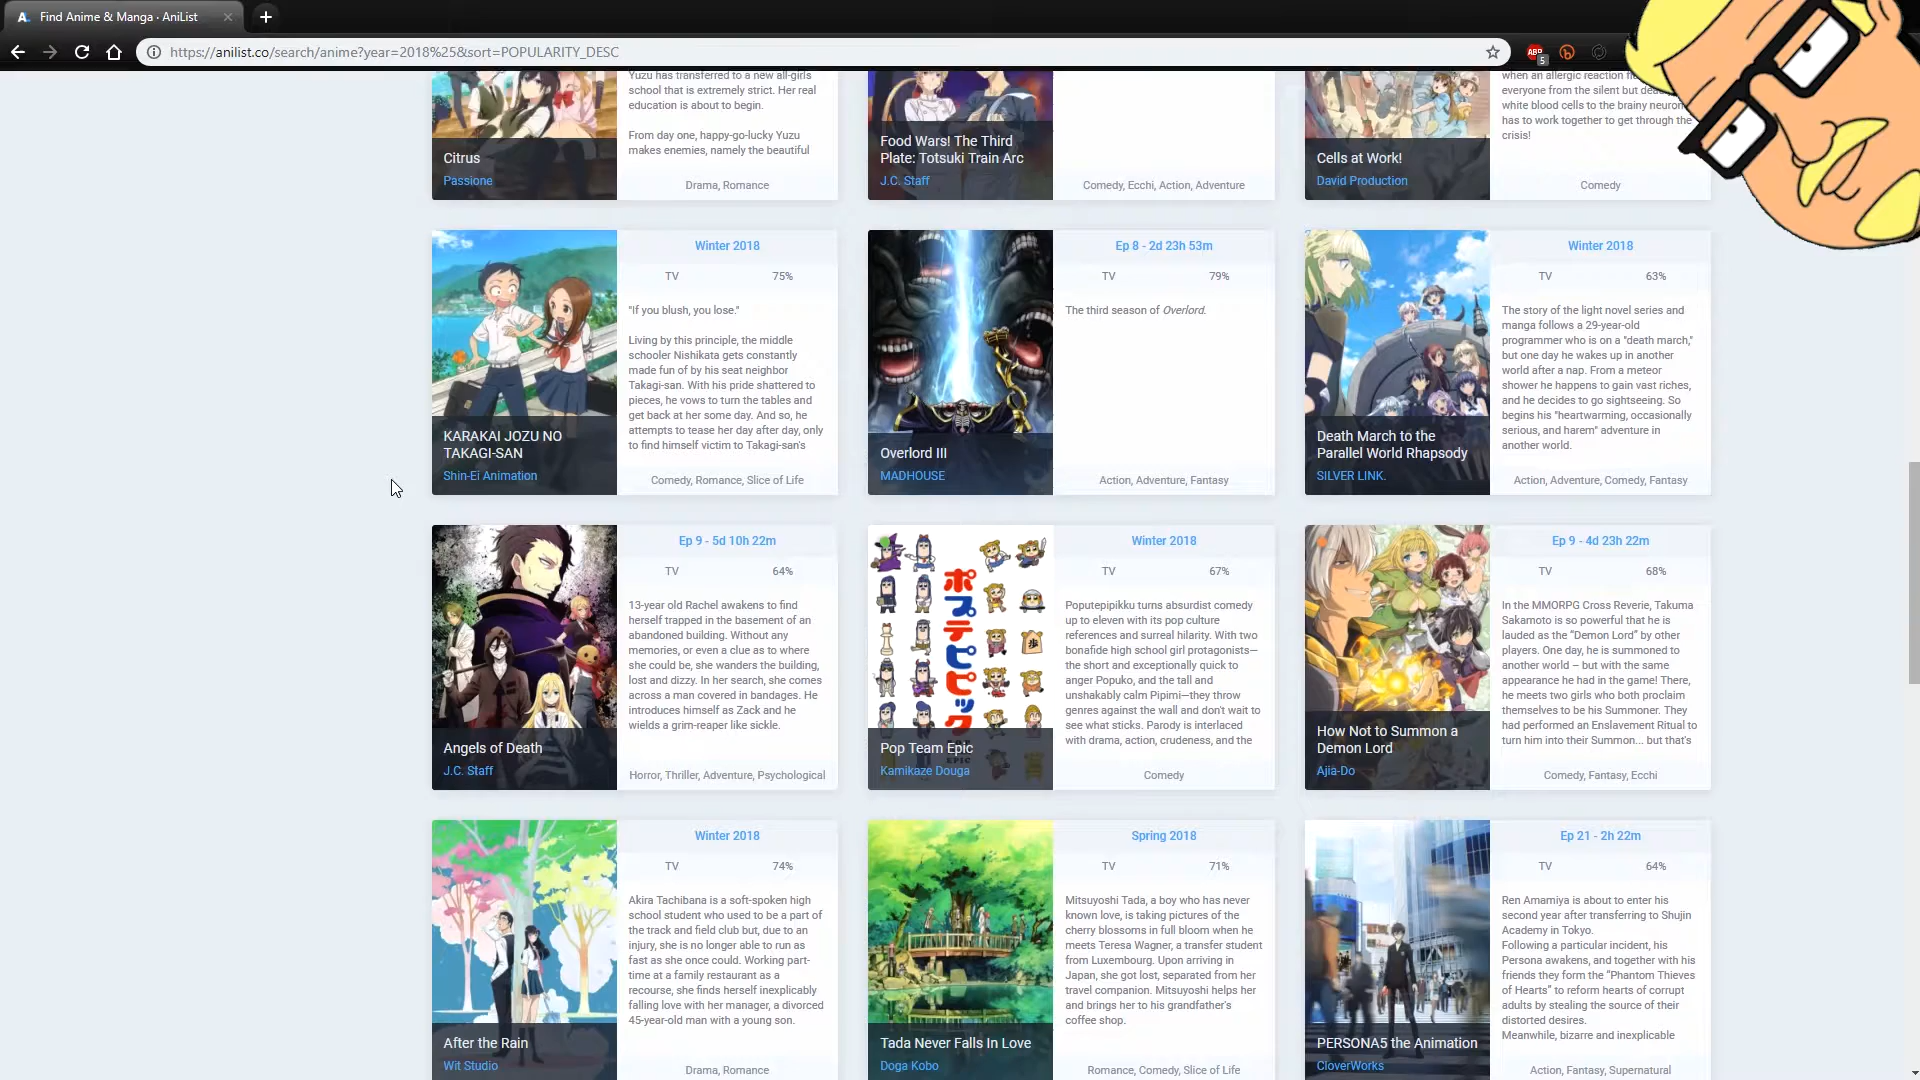 Find Anime & Manga · AniList
https://anilist.co/search/anime?year=2018%25&sort=POPULARITY_DESC
ABP
5
Yuzu has transferred to a new all-girls
school that is extremely strict. Her real
education is about to begin.
From day one, happy-go-lucky Yuzu
makes enemies, namely the beautiful
Citrus
Passione
Drama, Romance
Food Wars! The Third
Plate: Totsuki Train Arc
J.C. Staff
Comedy, Ecchi, Action, Adventure
when an allergic reaction
everyone from the silent but
white blood cells to the brainy neurons
has to work together to get through the
crisis!
Cells at Work!
David Production
Comedy
Winter 2018
TV 75%
"If you blush, you lose."
Living by this principle, the middle
schooler Nishikata gets constantly
made fun of by his seat neighbor
Takagi-san. With his pride shattered to
pieces, he vows to turn the tables and
get back at her some day. And so, he
attempts to tease her day after day, only
to find himself victim to Takagi-san's
KARAKAI JOZU NO
TAKAGI-SAN
Shin-Ei Animation
Comedy, Romance, Slice of Life
Ep 8 - 2d 23h 53m
TV 79%
The third season of Overlord.
Overlord III
MADHOUSE
Action, Adventure, Fantasy
Winter 2018
TV 63%
The story of the light novel series and
manga follows a 29-year-old
programmer who is on a "death march,"
but one day he wakes up in another
world after a nap. From a meteor
shower he happens to gain vast riches,
and he decides to go sightseeing. So
begins his "heartwarming, occasionally
serious, and harem" adventure in
another world.
Death March to the
Parallel World Rhapsody
SILVER LINK.
Action, Adventure, Comedy, Fantasy
Ep 9 - 5d 10h 22m
TV 64%
13-year old Rachel awakens to find
herself trapped in the basement of an
abandoned building. Without any
memories, or even a clue as to where
she could be, she wanders the building,
lost and dizzy. In her search, she comes
across a man covered in bandages. He
introduces himself as Zack and he
wields a grim-reaper like sickle.
Angels of Death
J.C. Staff
Horror, Thriller, Adventure, Psychological
Winter 2018
TV 67%
Poputepipikku turns absurdist comedy
up to eleven with its pop culture
references and surreal hilarity. With two
bonafide high school girl protagonists—
the short and exceptionally quick to
anger Popuko, and the tall and
unshakably calm Pipimi—they throw
genres against the wall and don't wait to
see what sticks. Parody is interlaced
with drama, action, crudeness, and the
ポプテピピック
Pop Team Epic
Kamikaze Douga
Comedy
Ep 9 - 4d 23h 22m
TV 68%
In the MMORPG Cross Reverie, Takuma
Sakamoto is so powerful that he is
lauded as the “Demon Lord” by other
players. One day, he is summoned to
another world – but with the same
appearance he had in the game! There,
he meets two girls who both proclaim
themselves to be his Summoner. They
had performed an Enslavement Ritual to
turn him into their Summon... but that's
How Not to Summon a
Demon Lord
Ajia-Do
Comedy, Fantasy, Ecchi
Winter 2018
TV 74%
Akira Tachibana is a soft-spoken high
school student who used to be a part of
the track and field club but, due to an
injury, she is no longer able to run as
fast as she once could. Working part-
time at a family restaurant as a
recourse, she finds herself inexplicably
falling love with her manager, a divorced
45-year-old man with a young son.
After the Rain
Wit Studio
Drama, Romance
Spring 2018
TV 71%
Mitsuyoshi Tada, a boy who has never
known love, is taking pictures of the
cherry blossoms in full bloom when he
meets Teresa Wagner, a transfer student
from Luxembourg. Upon arriving in
Japan, she got lost, separated from her
travel companion. Mitsuyoshi helps her
and brings her to his grandfather's
coffee shop.
Tada Never Falls In Love
Doga Kobo
Romance, Comedy, Slice of Life
Ep 21 - 2h 22m
TV 64%
Ren Amamiya is about to enter his
second year after transferring to Shujin
Academy in Tokyo.
Following a particular incident, his
Persona awakens, and together with his
friends they form the “Phantom Thieves
of Hearts” to reform hearts of corrupt
adults by stealing the source of their
distorted desires.
Meanwhile, bizarre and inexplicable
PERSONA5 the Animation
CloverWorks
Action, Fantasy, Supernatural